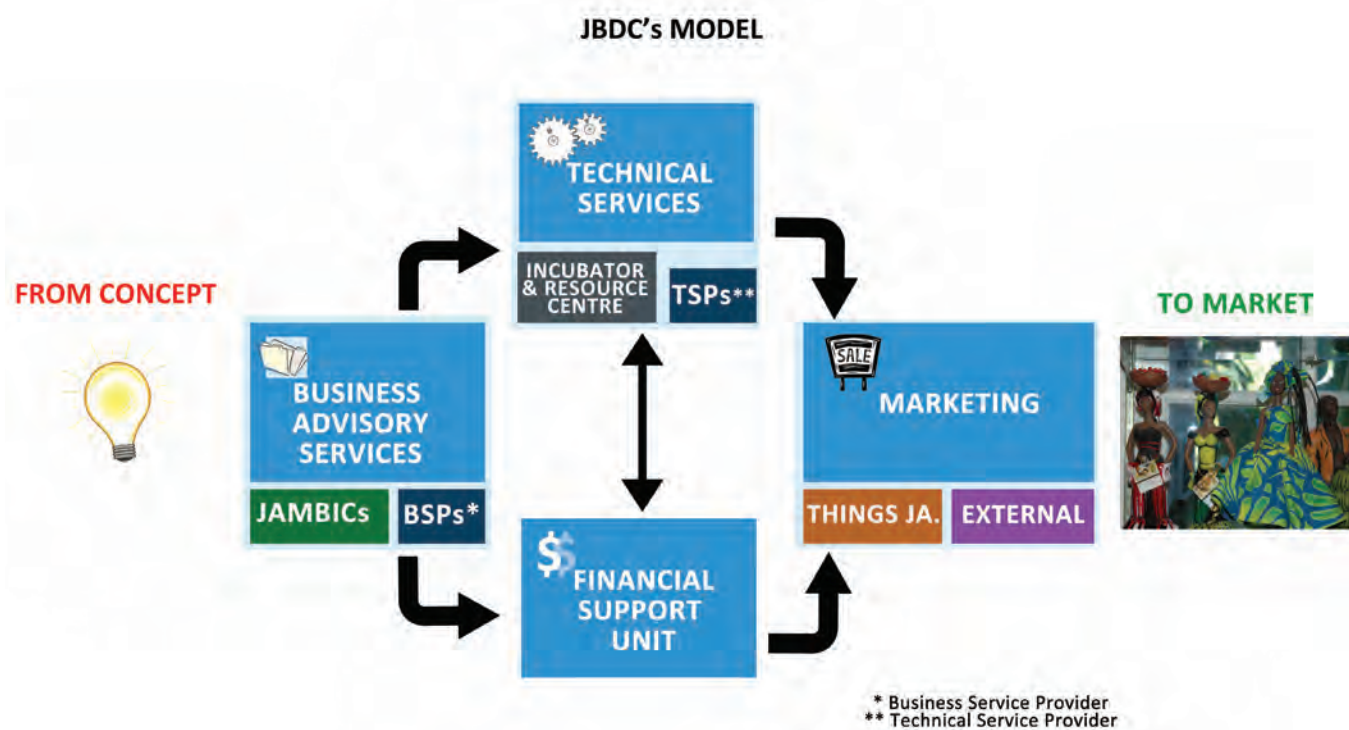 JBDC's MODEL
TECHNICAL
SERVICES
INCUBATOR
& RESOURCE
CENTRE
TSPs**
FROM CONCEPT
BUSINESS
ADVISORY
SERVICES
JAMBICs
BSPs*
FINANCIAL
SUPPORT
UNIT
SALE
MARKETING
THINGS JA.
EXTERNAL
TO MARKET
* Business Service Provider
** Technical Service Provider